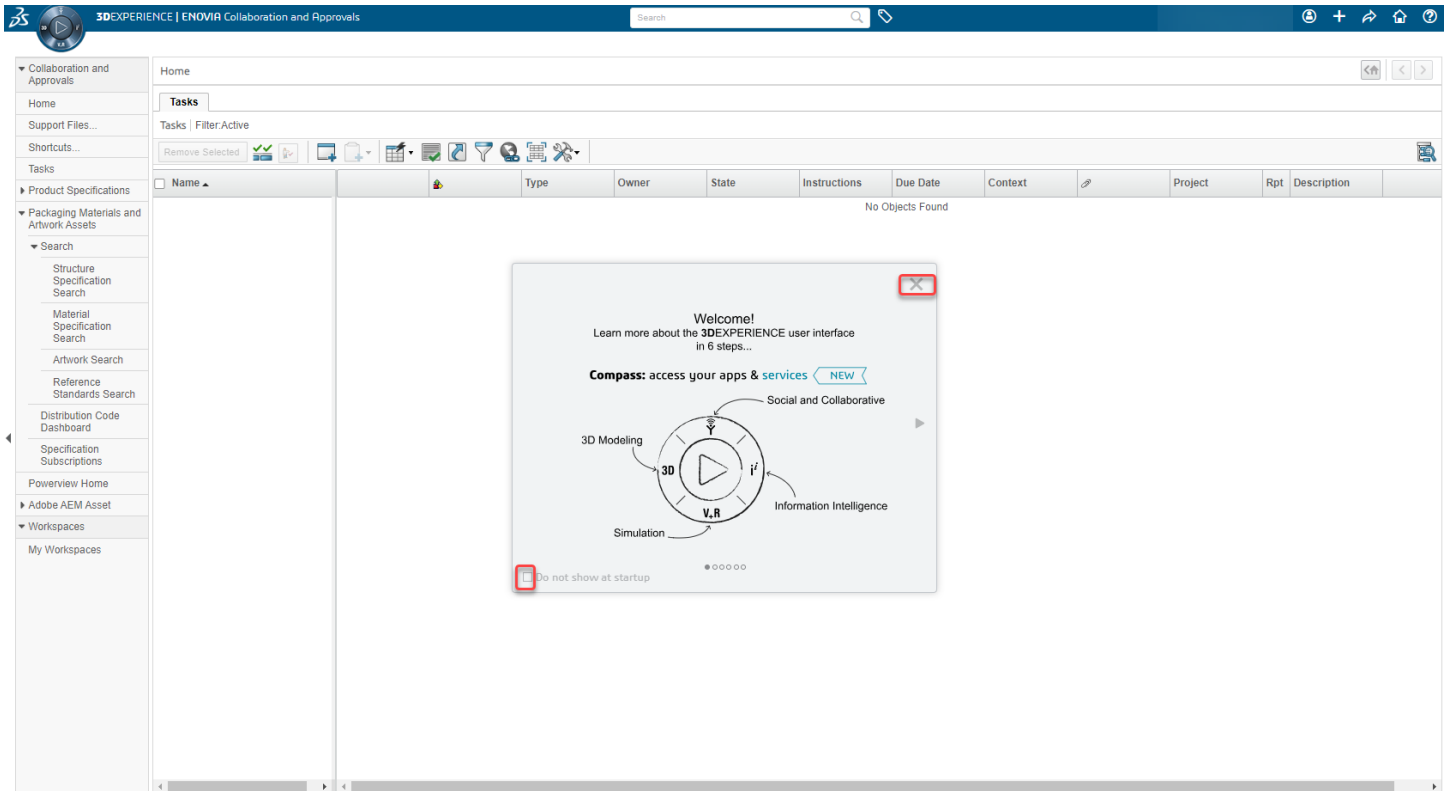 3DEXPERIENCE | ENOVIA Collaboration and Approvals
Search
V.R
Collaboration and
Approvals
Home
Support Files...
Shortcuts...
Tasks
Product Specifications
Packaging Materials and
Artwork Assets
Search
Structure
Specification
Search
Material
Specification
Search
Artwork Search
Reference
Standards Search
Distribution Code
Dashboard
Specification
Subscriptions
Powerview Home
Adobe AEM Asset
Workspaces
My Workspaces
Home
Tasks
Tasks | Filter:Active
Remove Selected
Name
Type
Owner
State
Instructions
Due Date
Context
Project
Rpt
Description
No Objects Found
Welcome!
Learn more about the 3DEXPERIENCE user interface
in 6 steps...
Compass: access your apps & services NEW
Social and Collaborative
3D Modeling
3D
i
V+R
Information Intelligence
Simulation
Do not show at startup